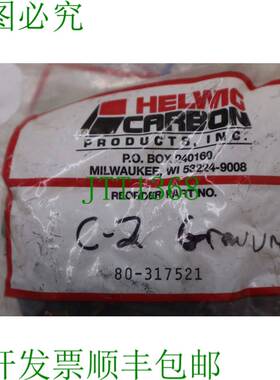 图必究
HELWIG
CARBON
PRODUCTS, INC.
P.O. BOX 240160
MILWAUKEE, WI 53224-9008
JTT1368
REORDER PART NO.
C-2
80-317521
开发票顺丰包邮